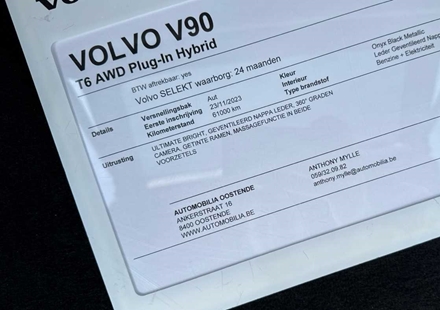 VOLVO V90
T6 AWD Plug-In Hybrid
BTW aftrekbaar: yes
Volvo SELEKT waarborg: 24 maanden
Details
Versnellingsbak Aut
Eerste inschrijving 23/11/2023
Kilometerstand 61000 km
Kleur Onyx Black Metallic
Interieur Leder Geventileerd Nappa
Type brandstof Benzine + Elektriciteit
Uitrusting
ULTIMATE BRIGHT, GEVENTILEERD NAPPA LEDER, 360° GRADEN
CAMERA, GETINTE RAMEN, MASSAGEFUNCTIE IN BEIDE
VOORZETELS
AUTOMOBILIA OOSTENDE
ANKERSTRAAT 16
8400 OOSTENDE
WWW.AUTOMOBILIA.BE
ANTHONY MYLLE
059/32.09.82
anthony.mylle@automobilia.be